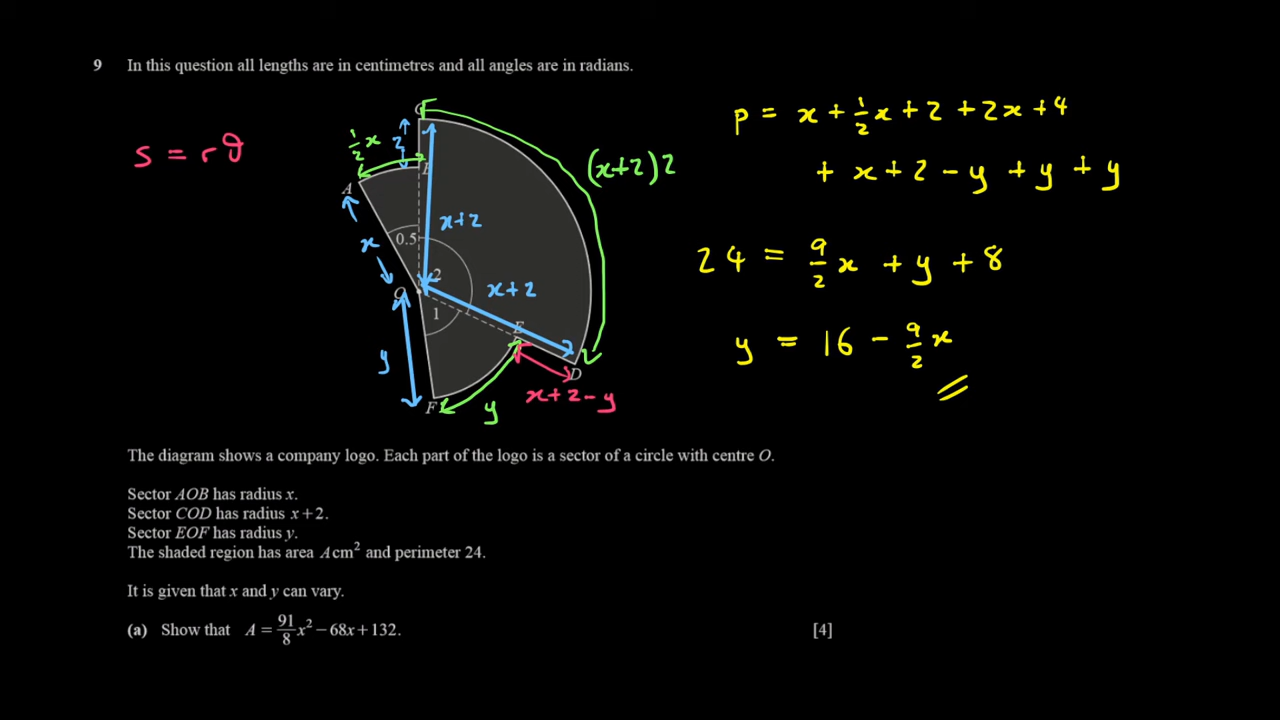 9 In this question all lengths are in centimetres and all angles are in radians.
s = rθ
C
½x
2
B
A
(x+2)2
x+2
0.5
x
2
x+2
O
1
E
y
D
x+2-y
F
y
p = x + ½x + 2 + 2x + 4
+ x + 2 - y + y + y
24 = 9/2 x + y + 8
y = 16 - 9/2 x
The diagram shows a company logo. Each part of the logo is a sector of a circle with centre O.
Sector AOB has radius x.
Sector COD has radius x+2.
Sector EOF has radius y.
The shaded region has area A cm² and perimeter 24.
It is given that x and y can vary.
(a) Show that A = 91/8 x² − 68x + 132. [4]